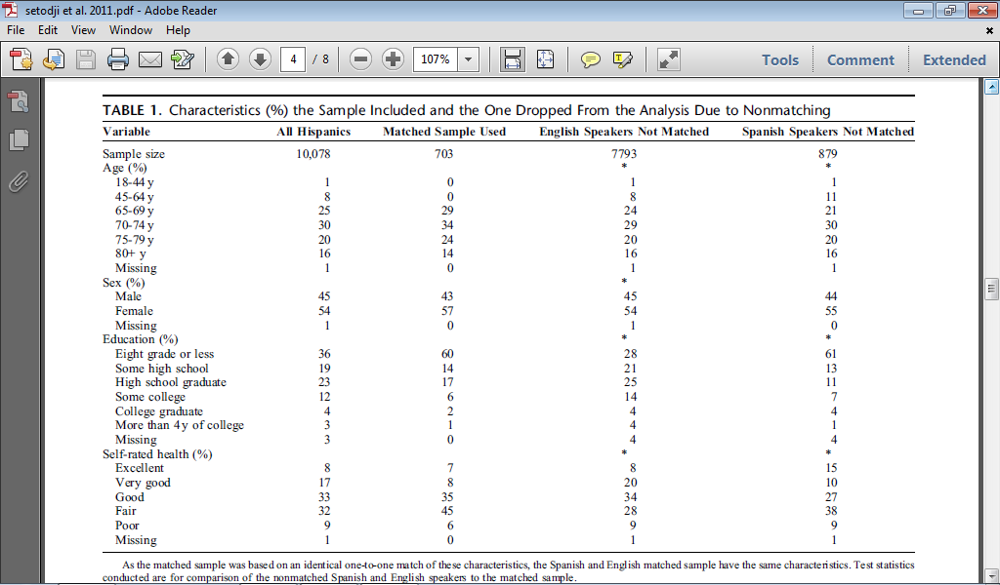 setodji et al. 2011.pdf - Adobe Reader
File Edit View Window Help
4 / 8 107% Tools Comment Extended
TABLE 1. Characteristics (%) the Sample Included and the One Dropped From the Analysis Due to Nonmatching
Variable All Hispanics Matched Sample Used English Speakers Not Matched Spanish Speakers Not Matched
Sample size 10,078 703 7793 879
Age (%) * *
18-44 y 1 0 1 1
45-64 y 8 0 8 11
65-69 y 25 29 24 21
70-74 y 30 34 29 30
75-79 y 20 24 20 20
80+ y 16 14 16 16
Missing 1 0 1 1
Sex (%) *
Male 45 43 45 44
Female 54 57 54 55
Missing 1 0 1 0
Education (%) * *
Eight grade or less 36 60 28 61
Some high school 19 14 21 13
High school graduate 23 17 25 11
Some college 12 6 14 7
College graduate 4 2 4 4
More than 4 y of college 3 1 4 1
Missing 3 0 4 4
Self-rated health (%) * *
Excellent 8 7 8 15
Very good 17 8 20 10
Good 33 35 34 27
Fair 32 45 28 38
Poor 9 6 9 9
Missing 1 0 1 1
As the matched sample was based on an identical one-to-one match of these characteristics, the Spanish and English matched sample have the same characteristics. Test statistics
conducted are for comparison of the nonmatched Spanish and English speakers to the matched sample.